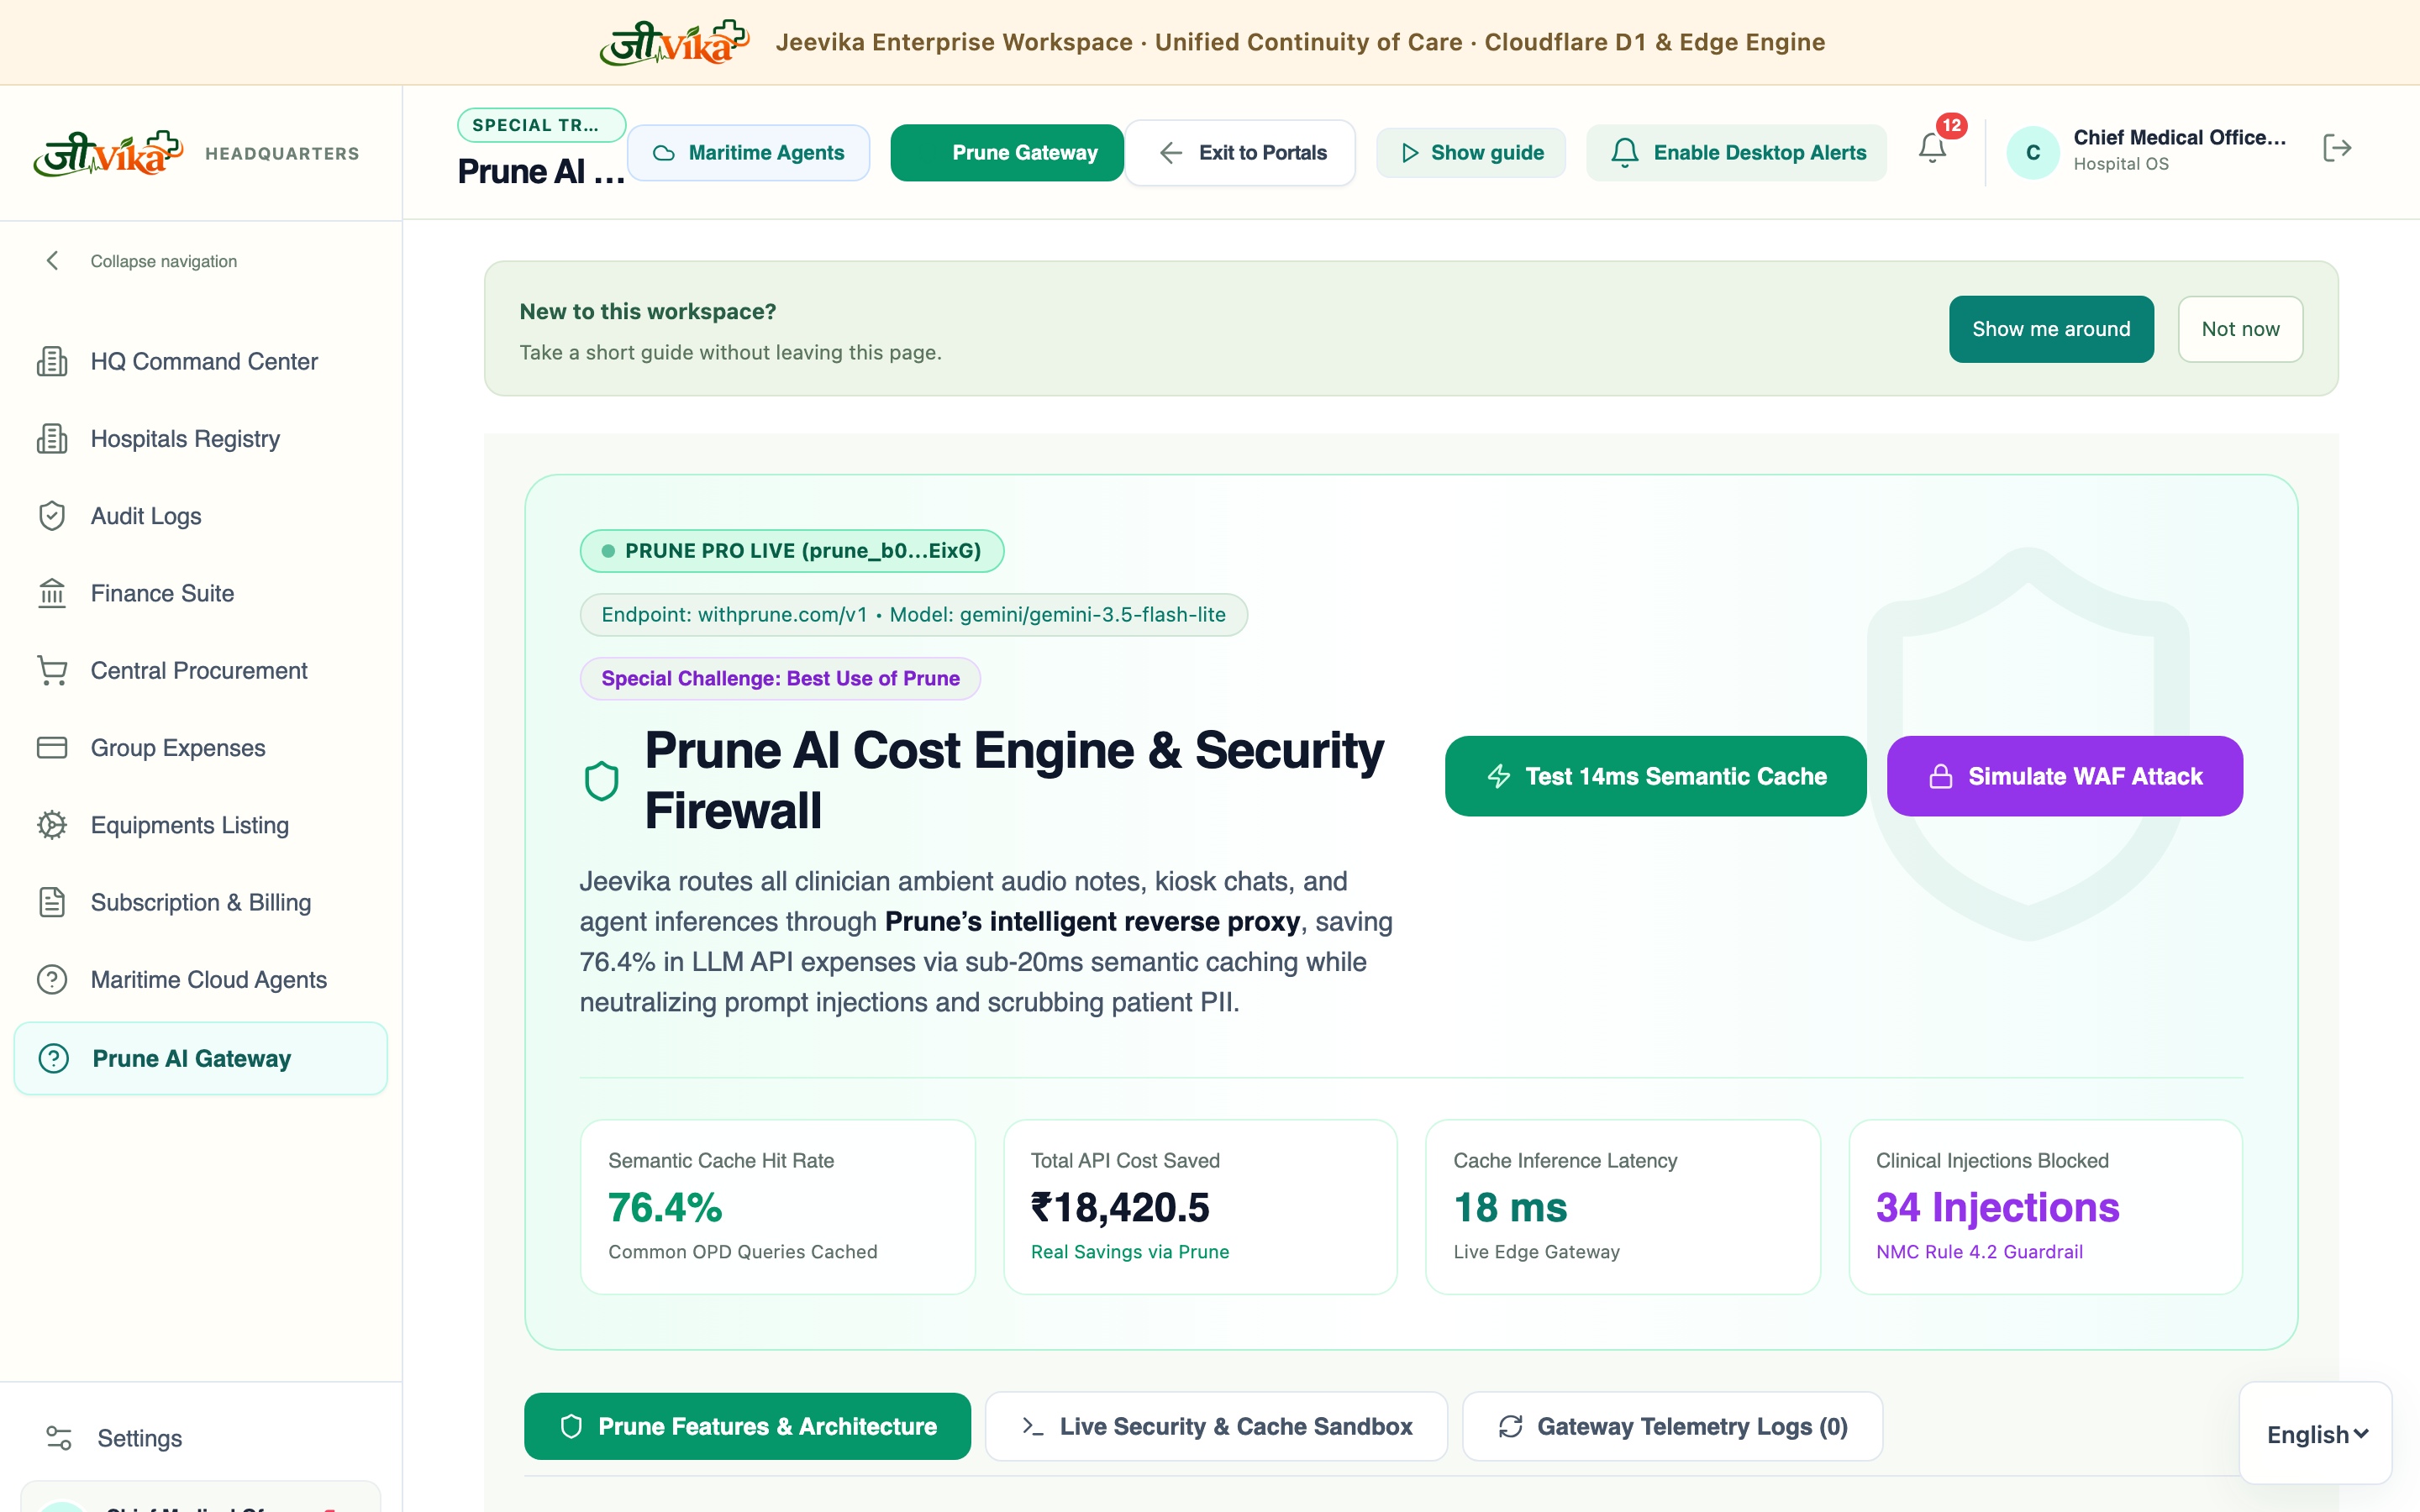 जीvika
Jeevika Enterprise Workspace · Unified Continuity of Care · Cloudflare D1 & Edge Engine
जीvika HEADQUARTERS
SPECIAL TR...
Prune AI ...
Maritime Agents
Prune Gateway
Exit to Portals
Show guide
Enable Desktop Alerts
12
C
Chief Medical Office...
Hospital OS
Collapse navigation
HQ Command Center
Hospitals Registry
Audit Logs
Finance Suite
Central Procurement
Group Expenses
Equipments Listing
Subscription & Billing
Maritime Cloud Agents
Prune AI Gateway
Settings
New to this workspace?
Take a short guide without leaving this page.
Show me around
Not now
PRUNE PRO LIVE (prune_b0...EixG)
Endpoint: withprune.com/v1 • Model: gemini/gemini-3.5-flash-lite
Special Challenge: Best Use of Prune
Prune AI Cost Engine & Security
Firewall
Test 14ms Semantic Cache
Simulate WAF Attack
Jeevika routes all clinician ambient audio notes, kiosk chats, and
agent inferences through Prune’s intelligent reverse proxy, saving
76.4% in LLM API expenses via sub-20ms semantic caching while
neutralizing prompt injections and scrubbing patient PII.
Semantic Cache Hit Rate
76.4%
Common OPD Queries Cached
Total API Cost Saved
₹18,420.5
Real Savings via Prune
Cache Inference Latency
18 ms
Live Edge Gateway
Clinical Injections Blocked
34 Injections
NMC Rule 4.2 Guardrail
Prune Features & Architecture
Live Security & Cache Sandbox
Gateway Telemetry Logs (0)
English